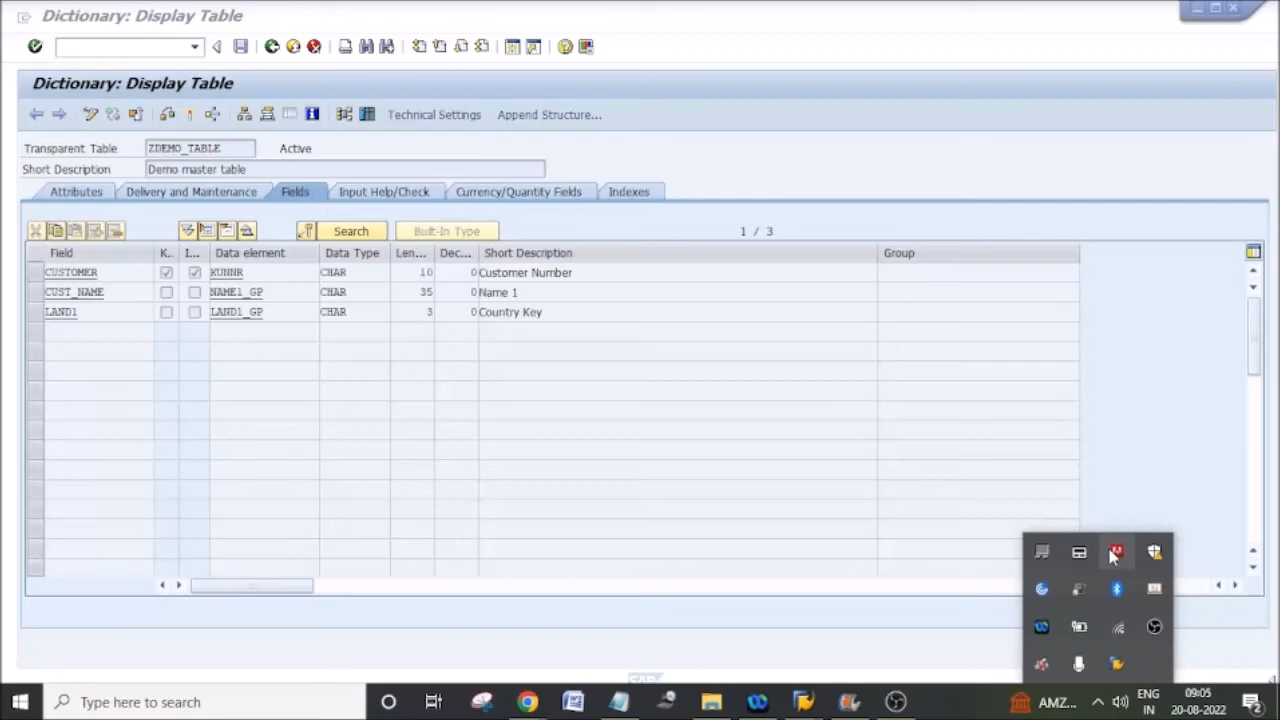 Dictionary: Display Table
Dictionary: Display Table
Technical Settings Append Structure...
Transparent Table ZDEMO_TABLE Active
Short Description Demo master table
Attributes Delivery and Maintenance Fields Input Help/Check Currency/Quantity Fields Indexes
Search Built-In Type 1 / 3
Field K.. I... Data element Data Type Len... Dec... Short Description Group
CUSTOMER KUNNR CHAR 10 0 Customer Number
CUST_NAME NAME1_GP CHAR 35 0 Name 1
LAND1 LAND1_GP CHAR 3 0 Country Key
SAP
Type here to search AMZ... ENG 09:05
IN 20-08-2022 2